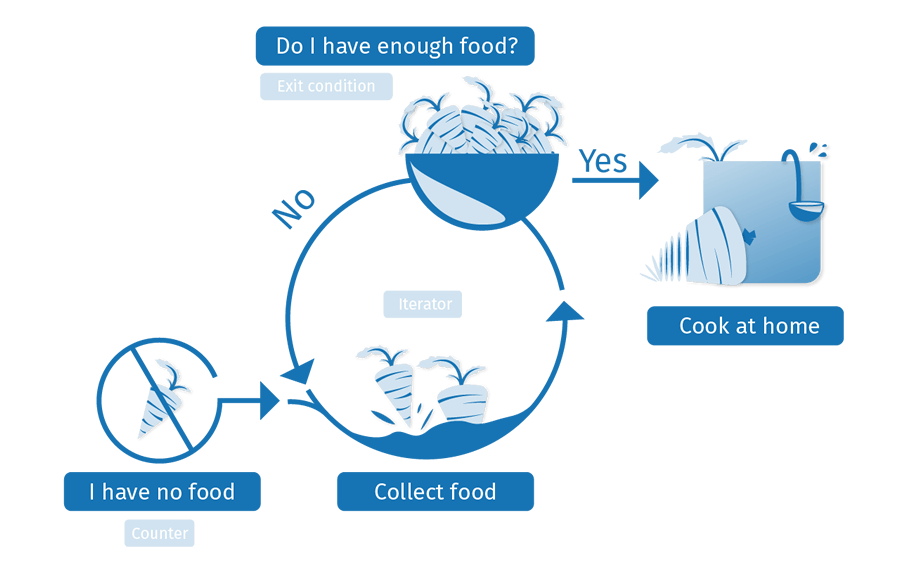 Do I have enough food?
Exit condition
Yes
No
Iterator
Cook at home
I have no food
Collect food
Counter